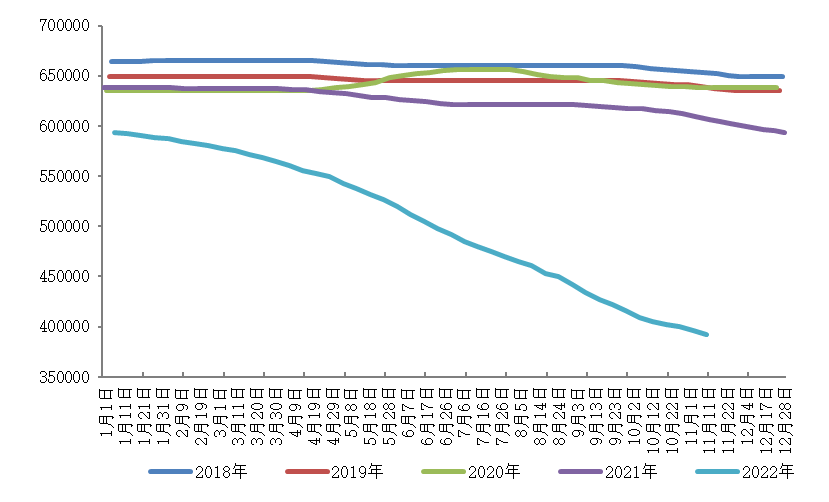 700000
650000
600000
550000
500000
450000
400000
350000
1月1日
1月11日
1月21日
1月31日
2月9日
2月19日
3月1日
3月11日
3月20日
3月30日
4月9日
4月19日
4月29日
5月8日
5月18日
5月28日
6月7日
6月17日
6月26日
7月6日
7月16日
7月26日
8月5日
8月14日
8月24日
9月3日
9月13日
9月23日
10月2日
10月12日
10月22日
11月1日
11月11日
11月22日
12月4日
12月17日
12月28日
2018年 2019年 2020年 2021年 2022年